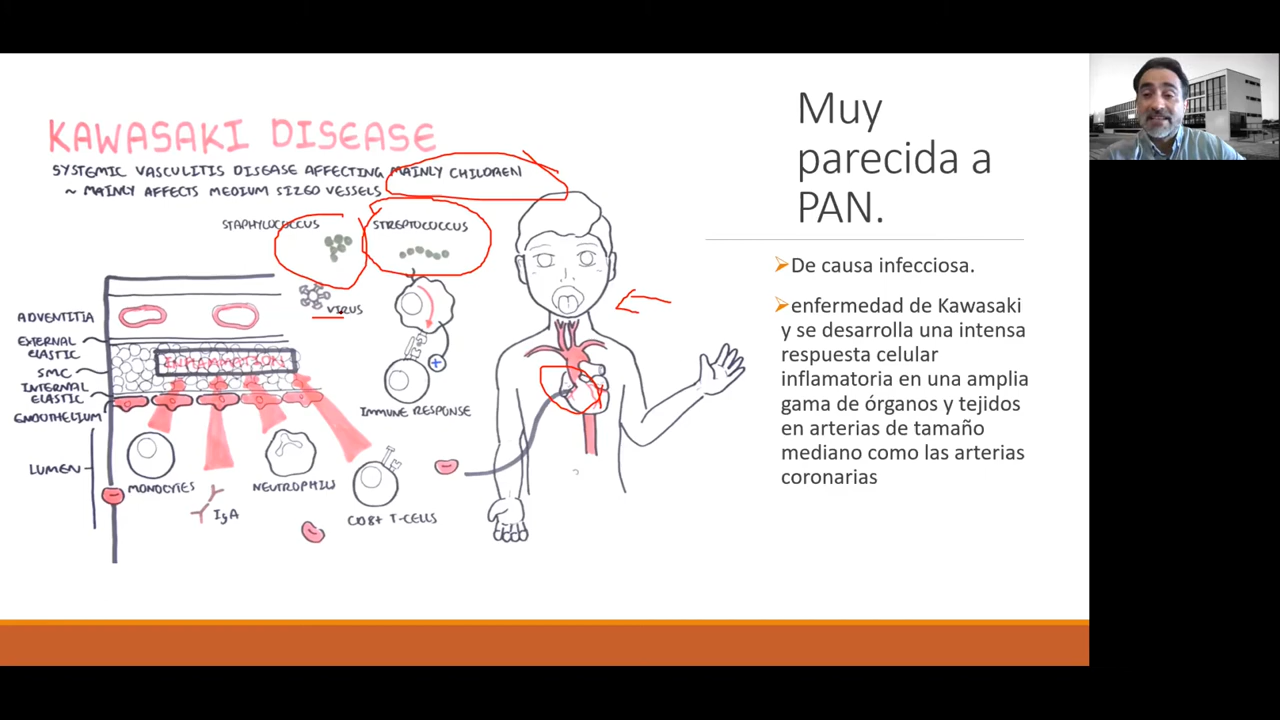 KAWASAKI DISEASE
SYSTEMIC VASCULITIS DISEASE AFFECTING MAINLY CHILDREN
~ MAINLY AFFECTS MEDIUM SIZED VESSELS
STAPHYLOCOCCUS
STREPTOCOCCUS
VIRUS
ADVENTITIA
EXTERNAL
ELASTIC
SMC
INTERNAL
ELASTIC
ENDOTHELIUM
LUMEN
INFLAMMATION
IMMUNE RESPONSE
MONOCYTES
IgA
NEUTROPHILS
CD8+ T-CELLS
Muy
parecida a
PAN.
De causa infecciosa.
enfermedad de Kawasaki
y se desarrolla una intensa
respuesta celular
inflamatoria en una amplia
gama de órganos y tejidos
en arterias de tamaño
mediano como las arterias
coronarias